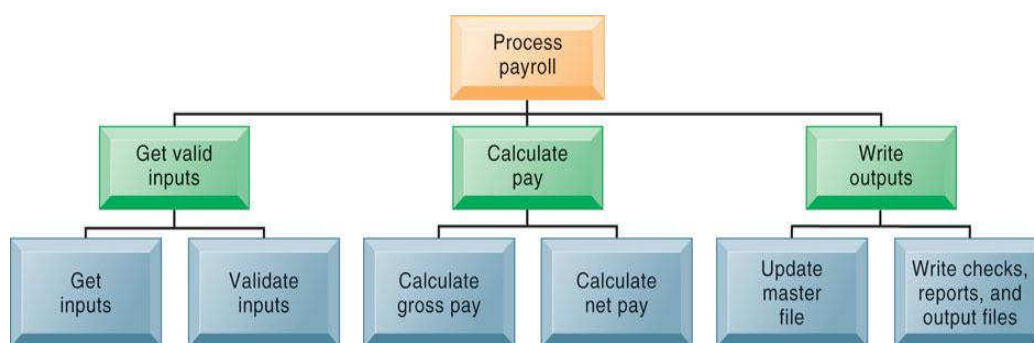 Process
payroll
Get valid
inputs
Calculate
pay
Write
outputs
Get
inputs
Validate
inputs
Calculate
gross pay
Calculate
net pay
Update
master
file
Write checks,
reports, and
output files